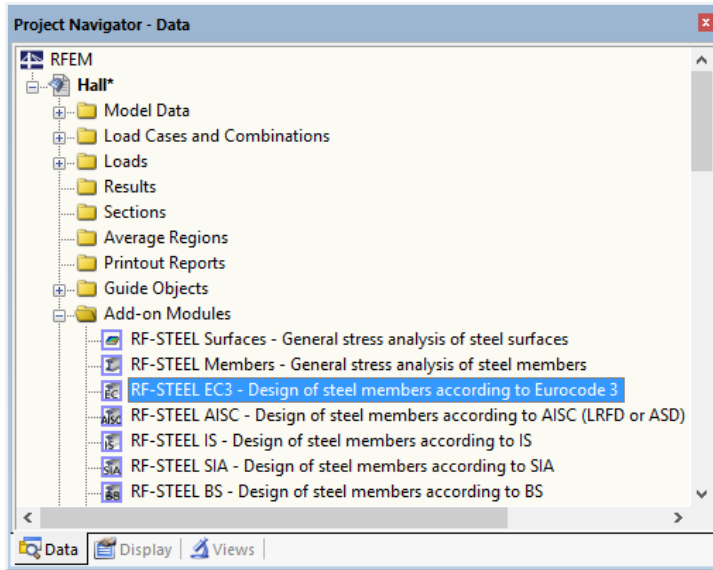 Project Navigator - Data
RFEM
Hall*
Model Data
Load Cases and Combinations
Loads
Results
Sections
Average Regions
Printout Reports
Guide Objects
Add-on Modules
RF-STEEL Surfaces - General stress analysis of steel surfaces
RF-STEEL Members - General stress analysis of steel members
EC RF-STEEL EC3 - Design of steel members according to Eurocode 3
AISC RF-STEEL AISC - Design of steel members according to AISC (LRFD or ASD)
IS RF-STEEL IS - Design of steel members according to IS
SIA RF-STEEL SIA - Design of steel members according to SIA
BS RF-STEEL BS - Design of steel members according to BS
Data Display Views